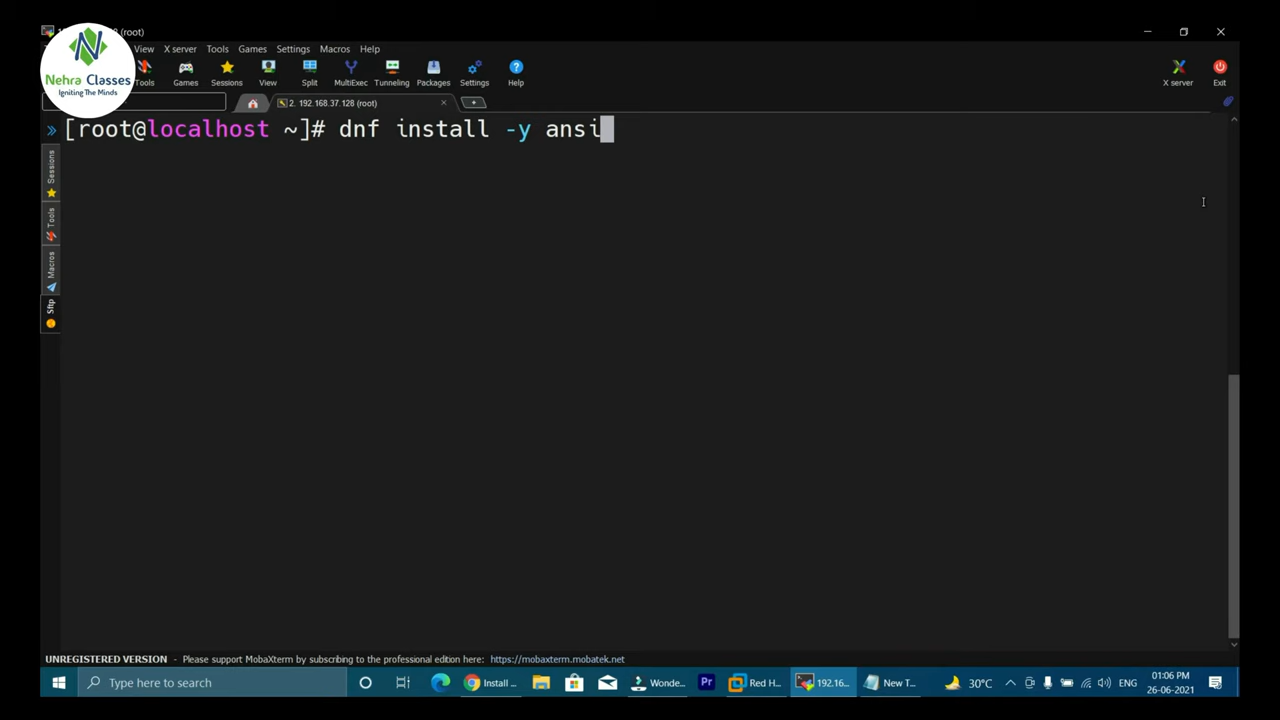 (root)
View X server Tools Games Settings Macros Help
Nehra Classes
Igniting The Minds
Tools Games Sessions View Split MultiExec Tunneling Packages Settings Help X server Exit
2. 192.168.37.128 (root)
[root@localhost ~]# dnf install -y ansi
Sessions
Tools
Macros
Sftp
UNREGISTERED VERSION - Please support MobaXterm by subscribing to the professional edition here: https://mobaxterm.mobatek.net
Type here to search
Install ...
Wonde...
Pr
Red H...
192.16...
New T...
30°C
ENG
01:06 PM
26-06-2021